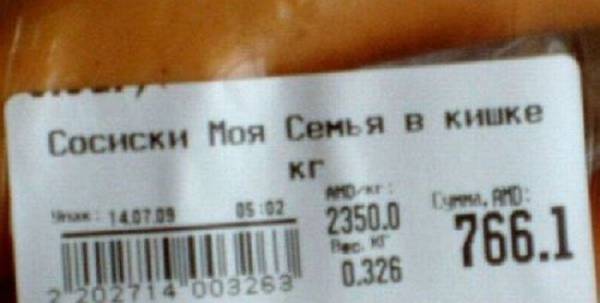 Сосиски Моя Семья в кишке
кг
Упак: 14.07.09 05:02
AMD/кг:
2350.0
Вес, кг
0.326
Сумма, AMD:
766.1
2 202714 003263